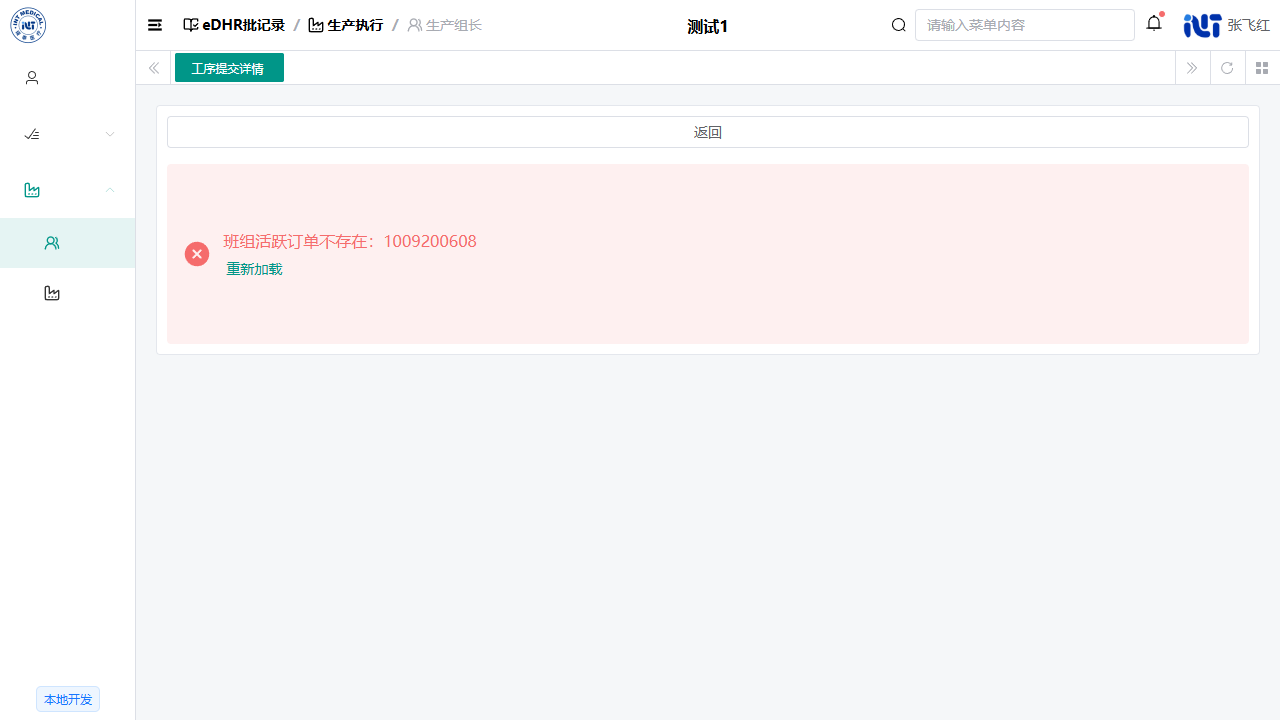 eDHR批记录 / 生产执行 / 生产组长
测试1
请输入菜单内容
张飞红
工序提交详情
返回
班组活跃订单不存在：1009200608
重新加载
本地开发